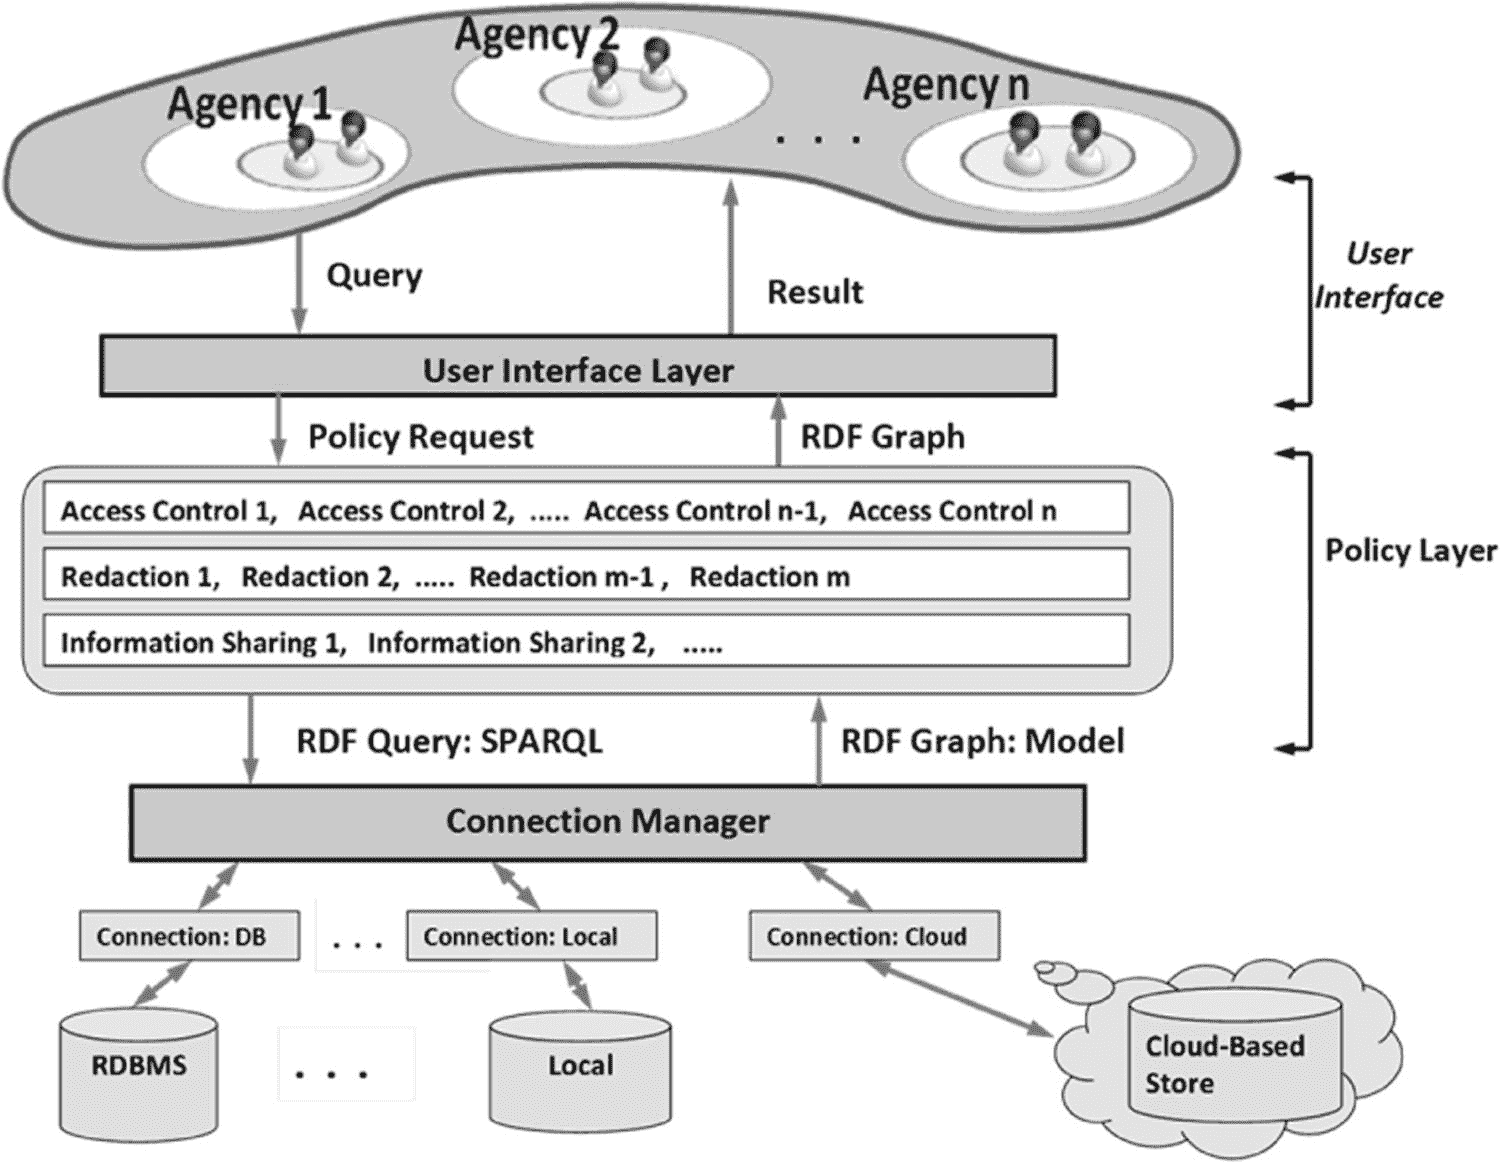 Agency 1
Agency 2
Agency n
. . .
Query
Result
User
Interface
User Interface Layer
Policy Request
RDF Graph
Access Control 1, Access Control 2, ..... Access Control n-1, Access Control n
Redaction 1, Redaction 2, ..... Redaction m-1 , Redaction m
Information Sharing 1, Information Sharing 2, .....
Policy Layer
RDF Query: SPARQL
RDF Graph: Model
Connection Manager
Connection: DB
. . .
Connection: Local
Connection: Cloud
RDBMS
. . .
Local
Cloud-Based
Store